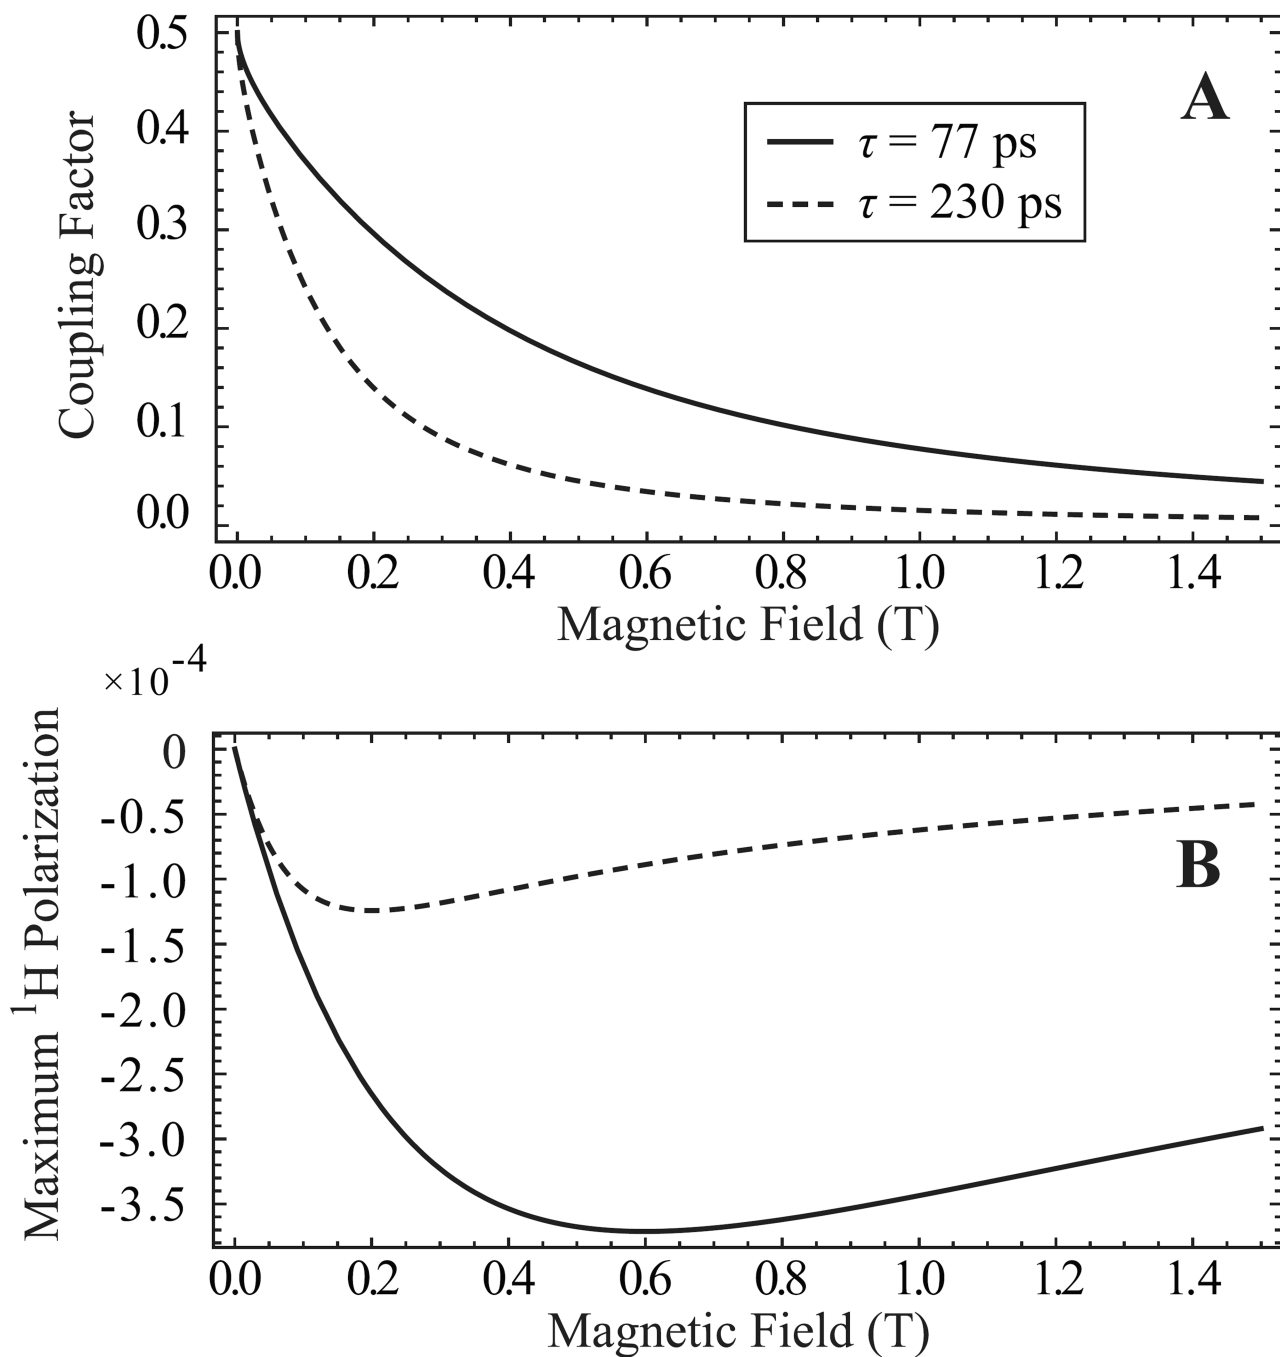 A
τ = 77 ps
τ = 230 ps
0.5
0.4
0.3
0.2
0.1
0.0
Coupling Factor
0.0 0.2 0.4 0.6 0.8 1.0 1.2 1.4
Magnetic Field (T)
×10⁻⁴
0
-0.5
-1.0
-1.5
-2.0
-2.5
-3.0
-3.5
Maximum ¹H Polarization
B
0.0 0.2 0.4 0.6 0.8 1.0 1.2 1.4
Magnetic Field (T)